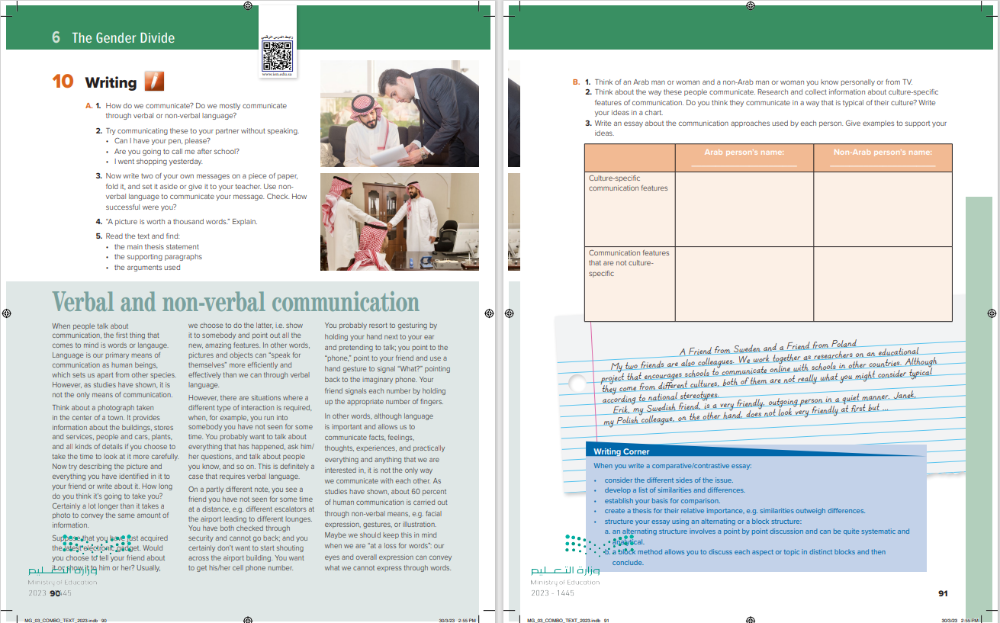 6 The Gender Divide
رابط الدرس الرقمي
www.ien.edu.sa
10 Writing
A. 1. How do we communicate? Do we mostly communicate
through verbal or non-verbal language?
2. Try communicating these to your partner without speaking.
• Can I have your pen, please?
• Are you going to call me after school?
• I went shopping yesterday.
3. Now write two of your own messages on a piece of paper,
fold it, and set it aside or give it to your teacher. Use non-
verbal language to communicate your message. Check. How
successful were you?
4. "A picture is worth a thousand words." Explain.
5. Read the text and find:
• the main thesis statement
• the supporting paragraphs
• the arguments used
Verbal and non-verbal communication
When people talk about
communication, the first thing that
comes to mind is words or langauge.
Language is our primary means of
communication as human beings,
which sets us apart from other species.
However, as studies have shown, it is
not the only means of communication.
Think about a photograph taken
in the center of a town. It provides
information about the buildings, stores
and services, people and cars, plants,
and all kinds of details if you choose to
take the time to look at it more carefully.
Now try describing the picture and
everything you have identified in it to
your friend or write about it. How long
do you think it's going to take you?
Certainly a lot longer than it takes a
photo to convey the same amount of
information.
Suppose that you have just acquired
the latest electronic gadget. Would
you choose to tell your friend about
it or show it to him or her? Usually,
we choose to do the latter, i.e. show
it to somebody and point out all the
new, amazing features. In other words,
pictures and objects can "speak for
themselves" more efficiently and
effectively than we can through verbal
language.
However, there are situations where a
different type of interaction is required,
when, for example, you run into
somebody you have not seen for some
time. You probably want to talk about
everything that has happened, ask him/
her questions, and talk about people
you know, and so on. This is definitely a
case that requires verbal language.
On a partly different note, you see a
friend you have not seen for some time
at a distance, e.g. different escalators at
the airport leading to different lounges.
You have both checked through
security and cannot go back; and you
certainly don't want to start shouting
across the airport building. You want
to get his/her cell phone number.
You probably resort to gesturing by
holding your hand next to your ear
and pretending to talk; you point to the
"phone," point to your friend and use a
hand gesture to signal "What?" pointing
back to the imaginary phone. Your
friend signals each number by holding
up the appropriate number of fingers.
In other words, although language
is important and allows us to
communicate facts, feelings,
thoughts, experiences, and practically
everything and anything that we are
interested in, it is not the only way
we communicate with each other. As
studies have shown, about 60 percent
of human communication is carried out
through non-verbal means, e.g. facial
expression, gestures, or illustration.
Maybe we should keep this in mind
when we are "at a loss for words": our
eyes and overall expression can convey
what we cannot express through words.
وزارة التعليم
Ministry of Education
2023 - 1445
90
MG_03_COMBO_TEXT_2023.indb 90
30/3/23 2:55 PM
B. 1. Think of an Arab man or woman and a non-Arab man or woman you know personally or from TV.
2. Think about the way these people communicate. Research and collect information about culture-specific
features of communication. Do you think they communicate in a way that is typical of their culture? Write
your ideas in a chart.
3. Write an essay about the communication approaches used by each person. Give examples to support your
ideas.
Arab person's name:
Non-Arab person's name:
Culture-specific
communication features
Communication features
that are not culture-
specific
A Friend from Sweden and a Friend from Poland
My two friends are also colleagues. We work together as researchers on an educational
project that encourages schools to communicate online with schools in other countries. Although
they come from different cultures, both of them are not really what you might consider typical
according to national stereotypes.
Erik, my Swedish friend, is a very friendly, outgoing person in a quiet manner. Janek,
my Polish colleague, on the other hand, does not look very friendly at first but ...
Writing Corner
When you write a comparative/contrastive essay:
• consider the different sides of the issue.
• develop a list of similarities and differences.
• establish your basis for comparison.
• create a thesis for their relative importance, e.g. similarities outweigh differences.
• structure your essay using an alternating or a block structure:
a. an alternating structure involves a point by point discussion and can be quite systematic and
analytical.
b. a block method allows you to discuss each aspect or topic in distinct blocks and then
conclude.
وزارة التعليم
Ministry of Education
2023 - 1445
91
MG_03_COMBO_TEXT_2023.indb 91
30/3/23 2:55 PM